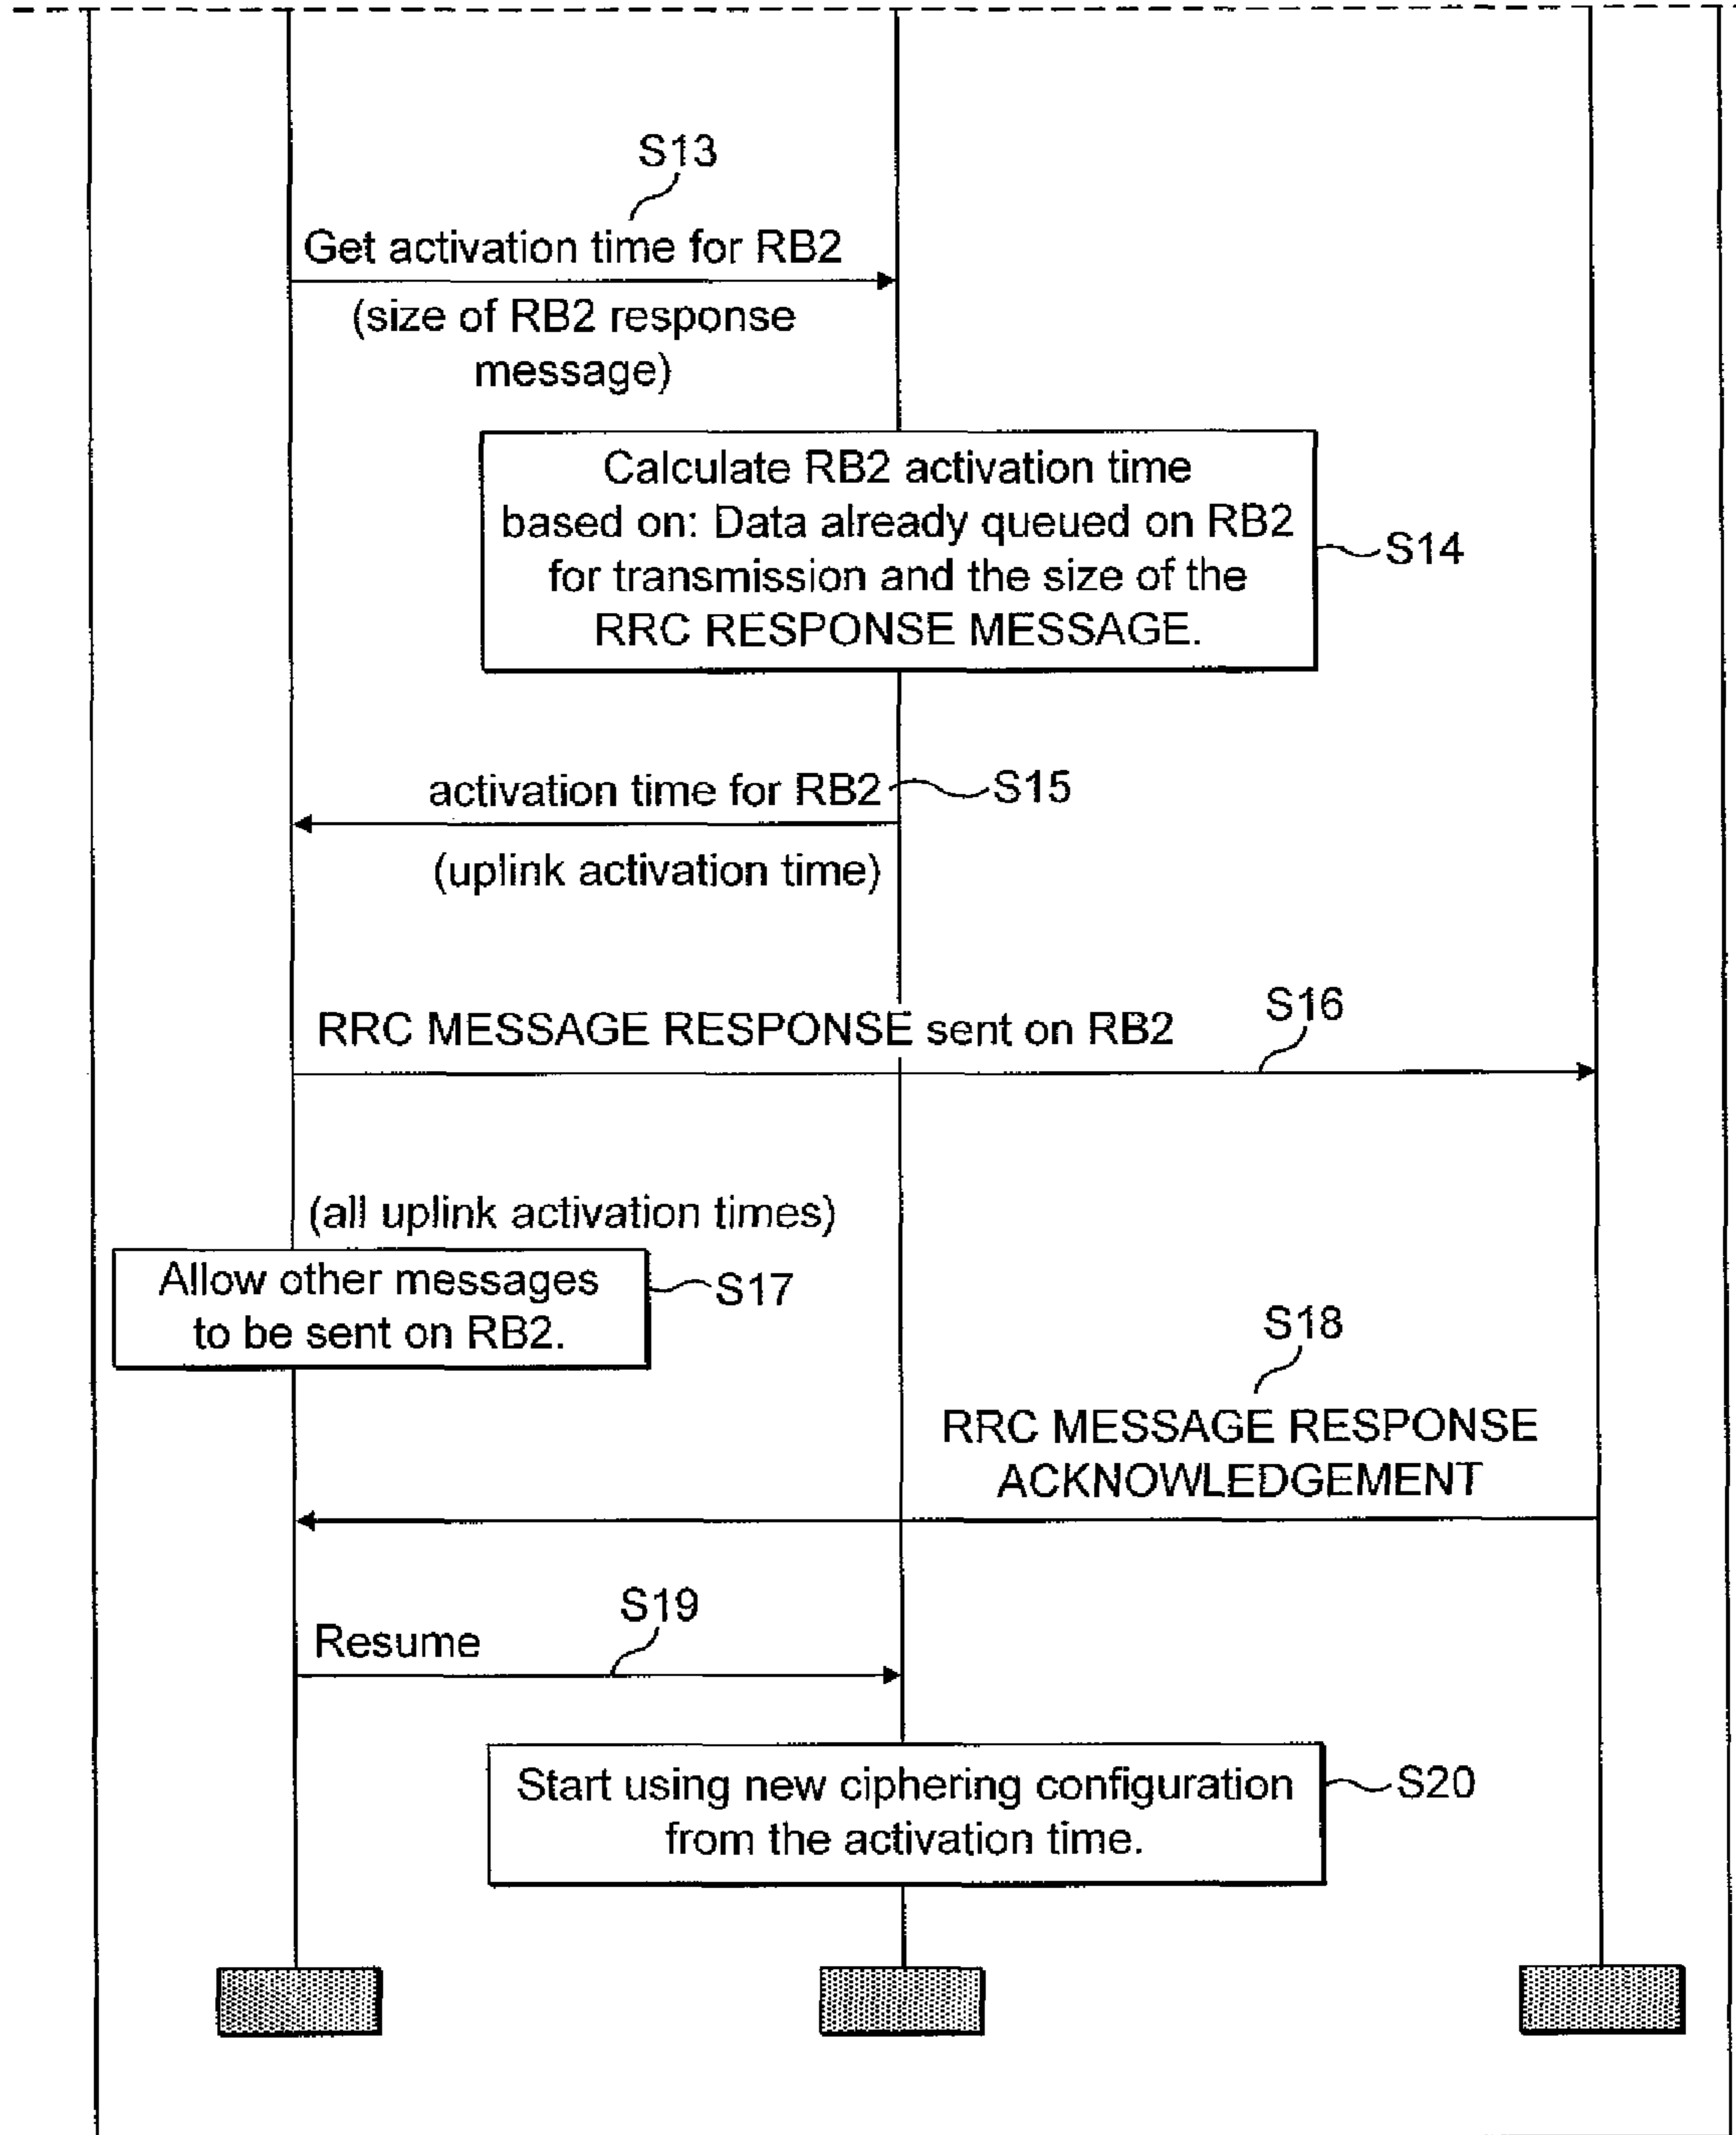 S13
Get activation time for RB2
(size of RB2 response
message)
Calculate RB2 activation time
based on: Data already queued on RB2
for transmission and the size of the
RRC RESPONSE MESSAGE.
S14
activation time for RB2
S15
(uplink activation time)
S16
RRC MESSAGE RESPONSE sent on RB2
(all uplink activation times)
Allow other messages
to be sent on RB2.
S17
S18
RRC MESSAGE RESPONSE
ACKNOWLEDGEMENT
S19
Resume
Start using new ciphering configuration
from the activation time.
S20